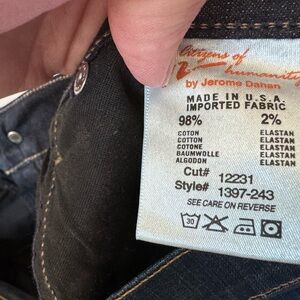 Citizens of
humanity
by Jerome Dahan
MADE IN U.S.A.
IMPORTED FABRIC
98% 2%
COTON ELASTAN
COTTON ELASTAN
COTONE ELASTAN
BAUMWOLLE ELASTAN
ALGODON ELASTAN
Cut# 12231
Style# 1397-243
SEE CARE ON REVERSE
30